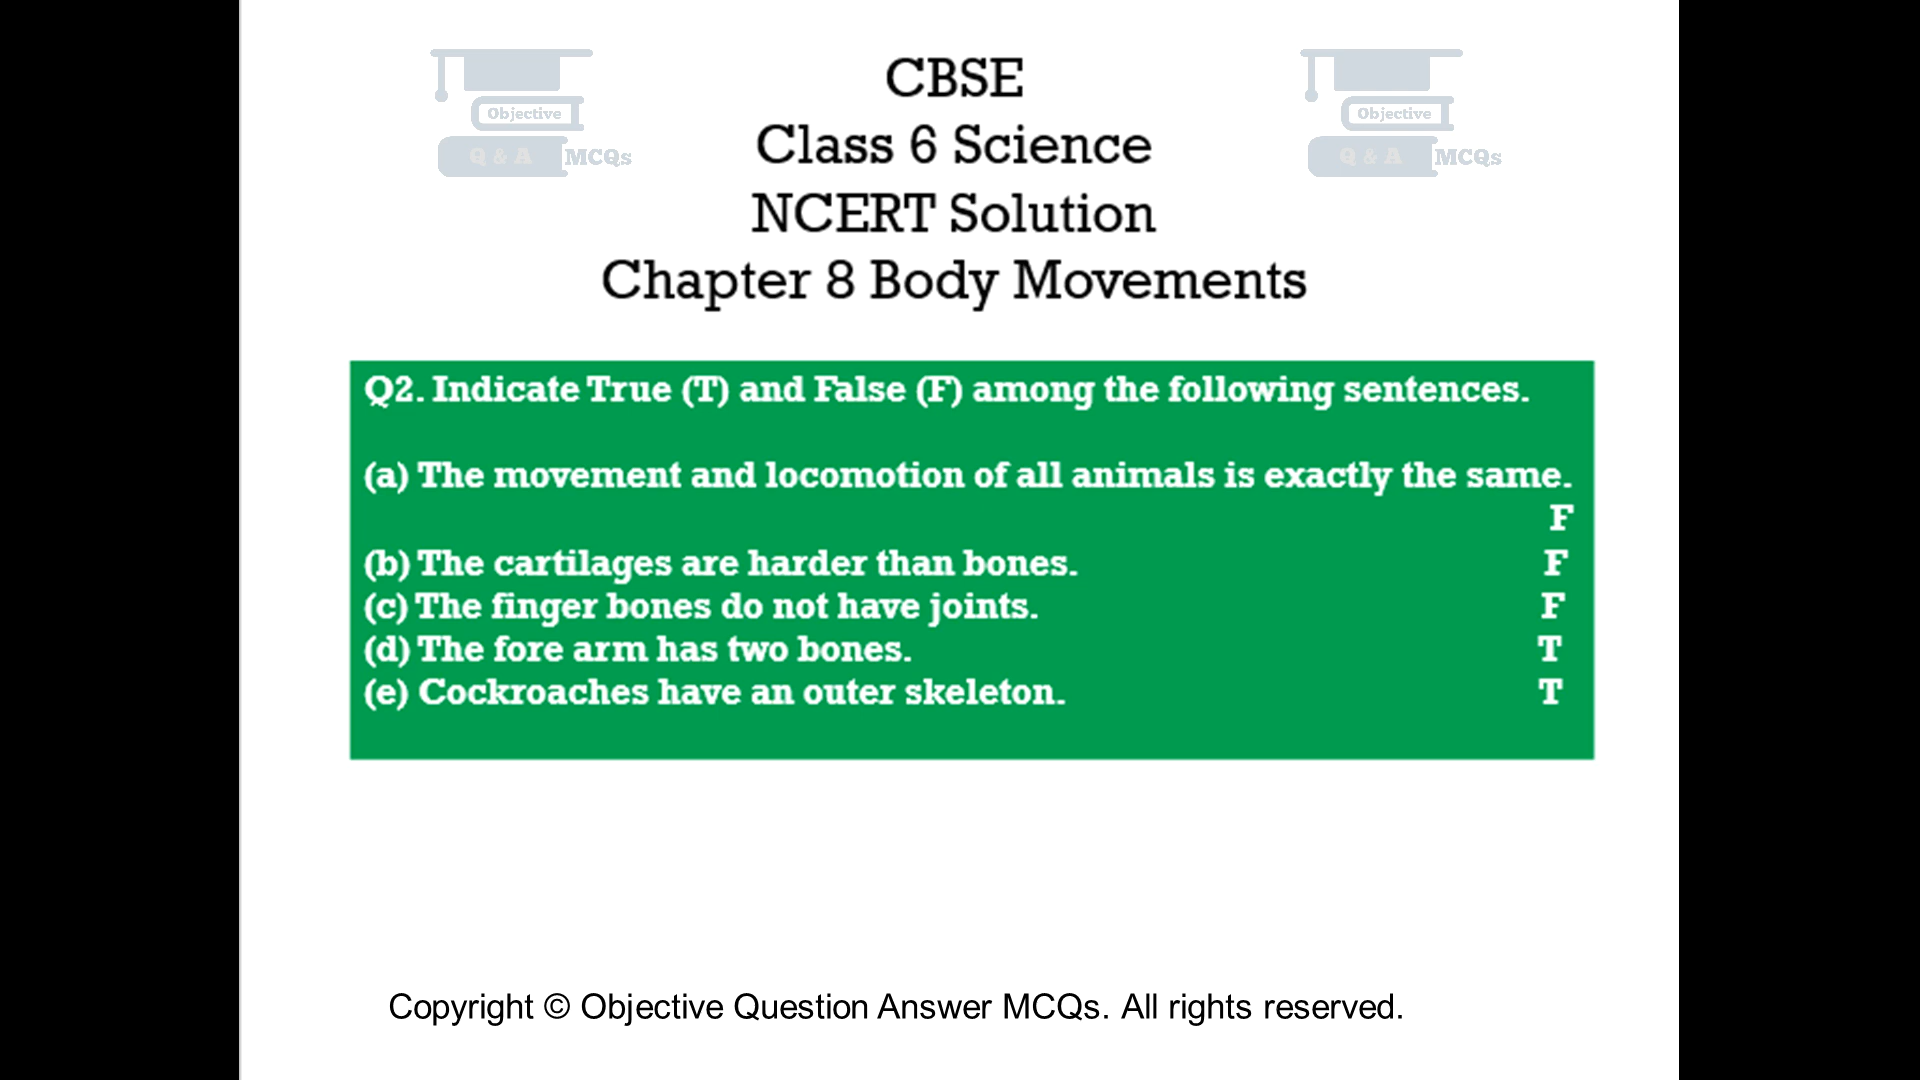 Objective
Q & A MCQs
Objective
Q & A MCQs
CBSE
Class 6 Science
NCERT Solution
Chapter 8 Body Movements
Q2. Indicate True (T) and False (F) among the following sentences.
(a) The movement and locomotion of all animals is exactly the same.
F
(b) The cartilages are harder than bones. F
(c) The finger bones do not have joints. F
(d) The fore arm has two bones. T
(e) Cockroaches have an outer skeleton. T
Copyright © Objective Question Answer MCQs. All rights reserved.